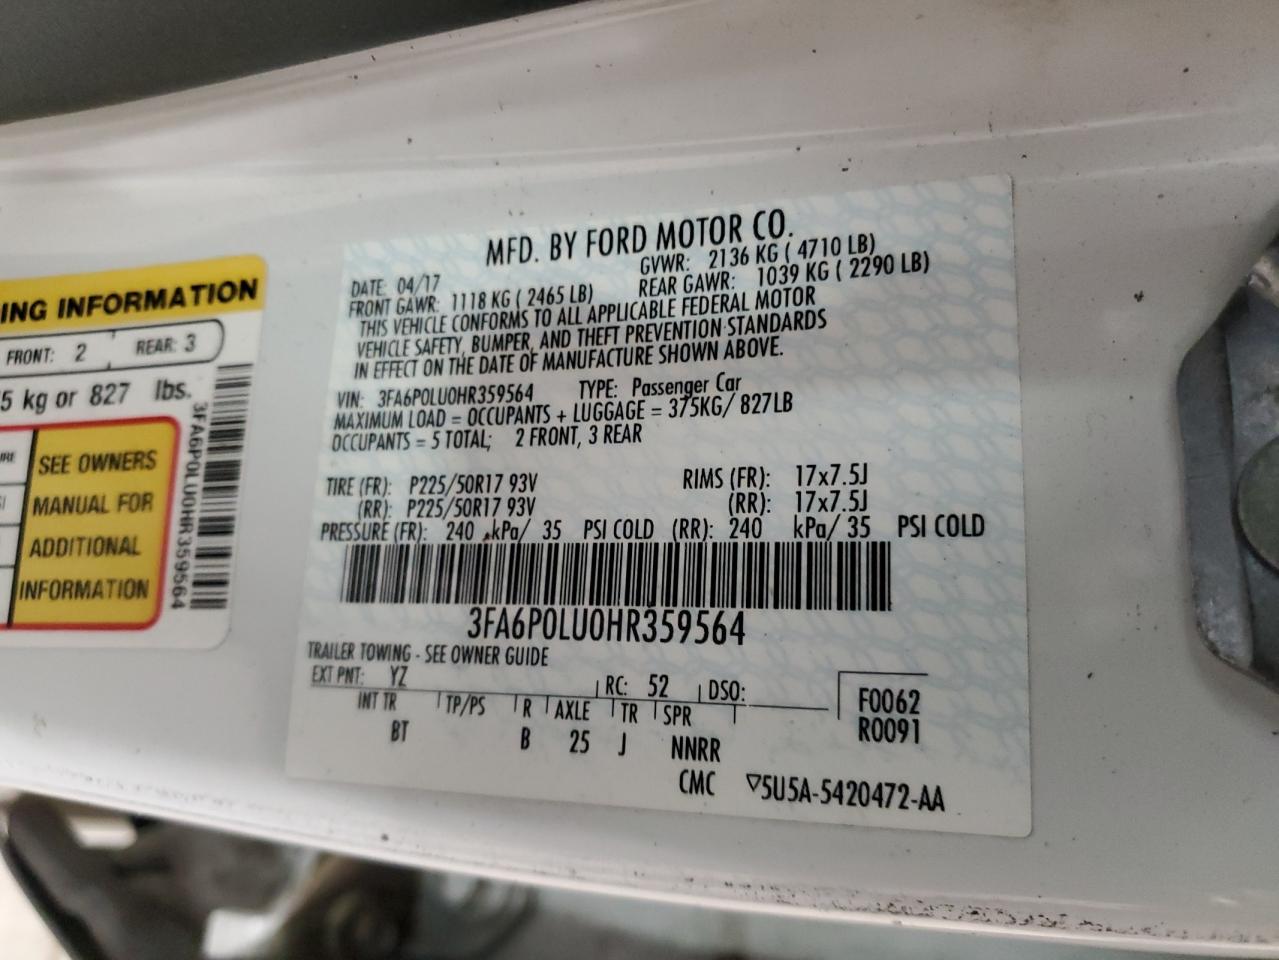 ING INFORMATION
FRONT: 2 REAR: 3
5 kg or 827 lbs.
SEE OWNERS
MANUAL FOR
ADDITIONAL
INFORMATION
3FA6P0LU0HR359564
MFD. BY FORD MOTOR CO.
DATE: 04/17 GVWR: 2136 KG ( 4710 LB)
FRONT GAWR: 1118 KG ( 2465 LB) REAR GAWR: 1039 KG ( 2290 LB)
THIS VEHICLE CONFORMS TO ALL APPLICABLE FEDERAL MOTOR
VEHICLE SAFETY, BUMPER, AND THEFT PREVENTION STANDARDS
IN EFFECT ON THE DATE OF MANUFACTURE SHOWN ABOVE.
VIN: 3FA6P0LU0HR359564 TYPE: Passenger Car
MAXIMUM LOAD = OCCUPANTS + LUGGAGE = 375KG/ 827LB
OCCUPANTS = 5 TOTAL; 2 FRONT, 3 REAR
TIRE (FR): P225/50R17 93V RIMS (FR): 17x7.5J
(RR): P225/50R17 93V (RR): 17x7.5J
PRESSURE (FR): 240 kPa/ 35 PSI COLD (RR): 240 kPa/ 35 PSI COLD
3FA6P0LU0HR359564
TRAILER TOWING - SEE OWNER GUIDE
EXT PNT: YZ RC: 52 DSO:
INT TR TP/PS R AXLE TR SPR
BT B 25 J NNRR
F0062
R0091
CMC ▽5U5A-5420472-AA